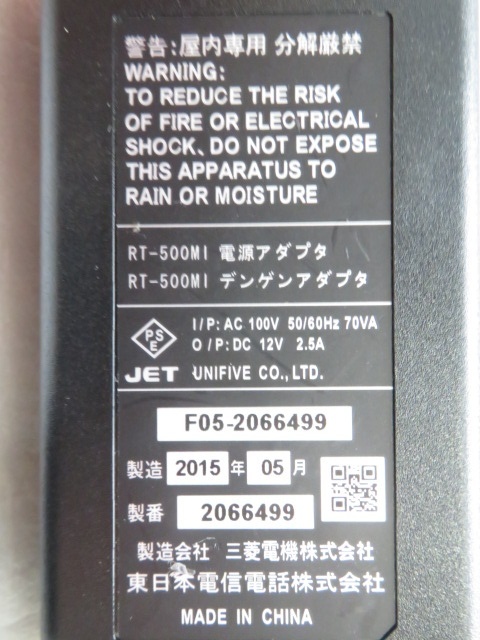 警告:屋内専用 分解厳禁
WARNING:
TO REDUCE THE RISK
OF FIRE OR ELECTRICAL
SHOCK、DO NOT EXPOSE
THIS APPARATUS TO
RAIN OR MOISTURE
RT-500MI 電源アダプタ
RT-500MI デンゲンアダプタ
PSE
I/P: AC 100V 50/60Hz 70VA
O/P: DC 12V 2.5A
JET UNIFIVE CO., LTD.
F05-2066499
製造 2015 年 05 月
製番 2066499
製造会社 三菱電機株式会社
東日本電信電話株式会社
MADE IN CHINA